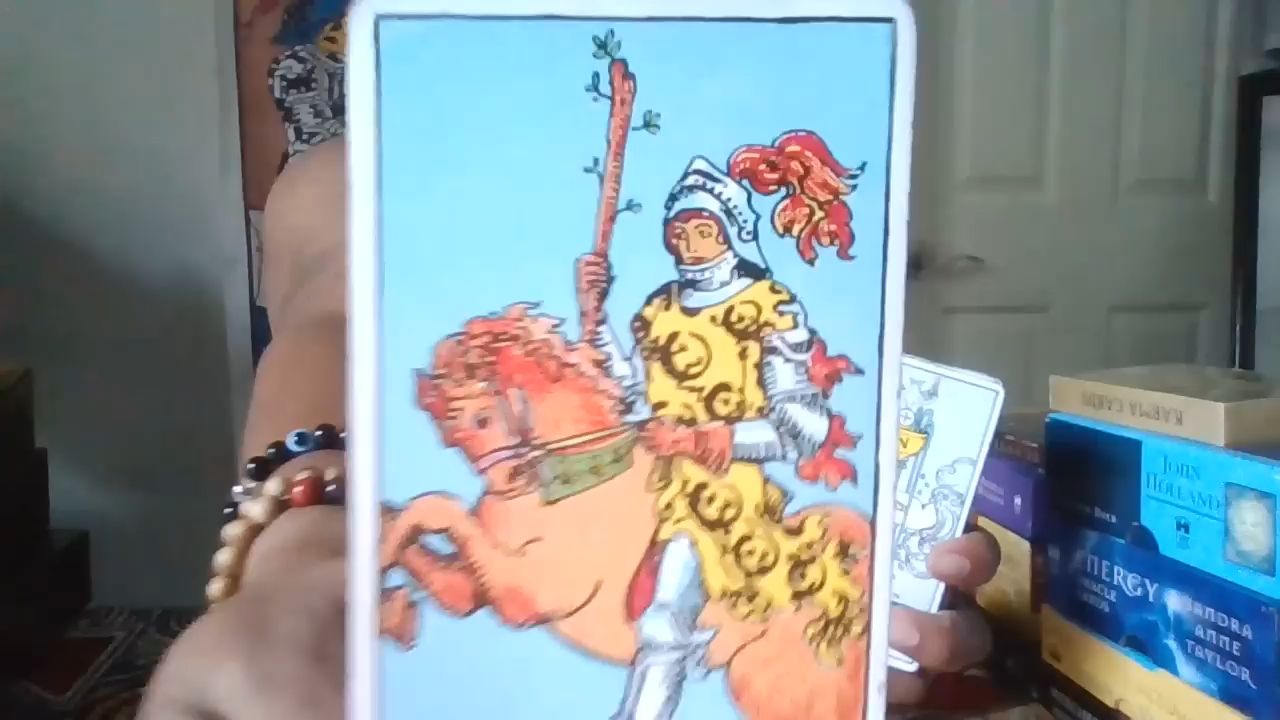 KARMA CARDS
JOHN
HOLLAND
ENERGY
ORACLE
CARDS
SANDRA
ANNE
TAYLOR